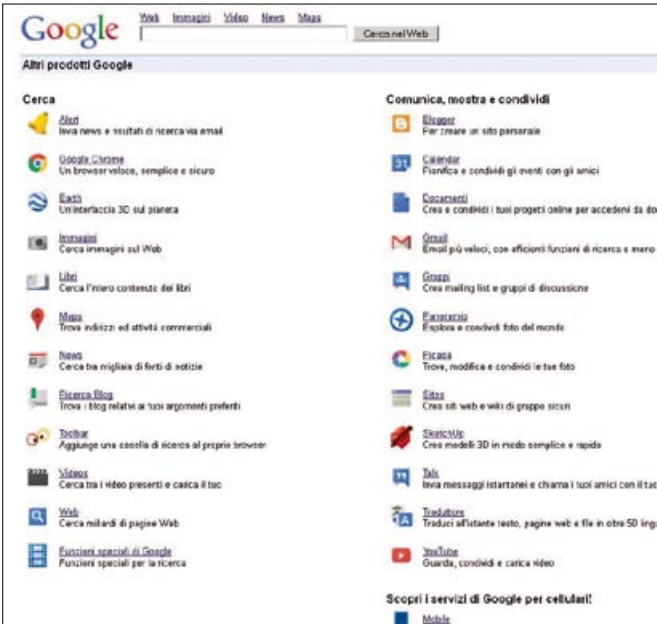 Google
Web Immagini Video News Maps
Cerca nel Web
Altri prodotti Google
Cerca
Alert
Invia news e risultati di ricerca via email
Google Chrome
Un browser veloce, semplice e sicuro
Earth
Un'interfaccia 3D sul pianeta
Immagini
Cerca immagini sul Web
Libri
Cerca l'intero contenuto dei libri
Maps
Trova indirizzi ed attività commerciali
News
Cerca tra migliaia di fonti di notizie
Ricerca Blog
Trova i blog relativi ai tuoi argomenti preferiti
Toolbar
Aggiunge una casella di ricerca al proprio browser
Videos
Cerca tra i video presenti e carica il tuo
Web
Cerca miliardi di pagine Web
Funzioni speciali di Google
Funzioni speciali per la ricerca
Comunica, mostra e condividi
Blogger
Per creare un sito personale
31
Calendar
Pianifica e condividi gli eventi con gli amici
Documenti
Crea e condividi i tuoi progetti online per accedervi da do
Gmail
Email più veloci, con efficienti funzioni di ricerca e meno
Gruppi
Crea mailing list e gruppi di discussione
Panoramio
Esplora e condividi foto del mondo
Picasa
Trova, modifica e condividi le tue foto
Sites
Crea siti web e wiki di gruppo sicuri
SketchUp
Crea modelli 3D in modo semplice e rapido
Talk
Invia messaggi istantanei e chiama i tuoi amici con il tuo
Traduttore
Traduci all'istante testo, pagine web e file in oltre 50 lingu
YouTube
Guarda, condividi e carica video
Scopri i servizi di Google per cellulari!
Mobile